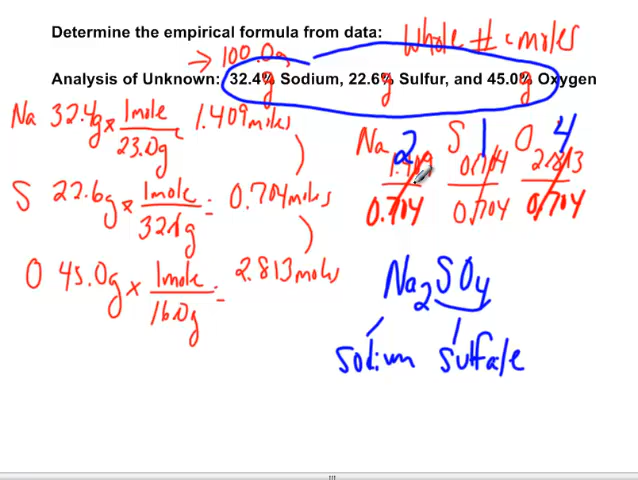 Determine the empirical formula from data:
Whole # moles
→ 100.0g
Analysis of Unknown: 32.4% Sodium, 22.6% Sulfur, and 45.0% Oxygen
g g g
Na 32.4g × 1mole / 23.0g = 1.409 moles
Na 2 S 1 O 4
1.409 / 0.704 0.704 / 0.704 2.813 / 0.704
S 22.6g × 1mole / 32.1g = 0.704 moles
O 45.0g × 1mole / 16.0g = 2.813 moles
Na2SO4
sodium sulfate